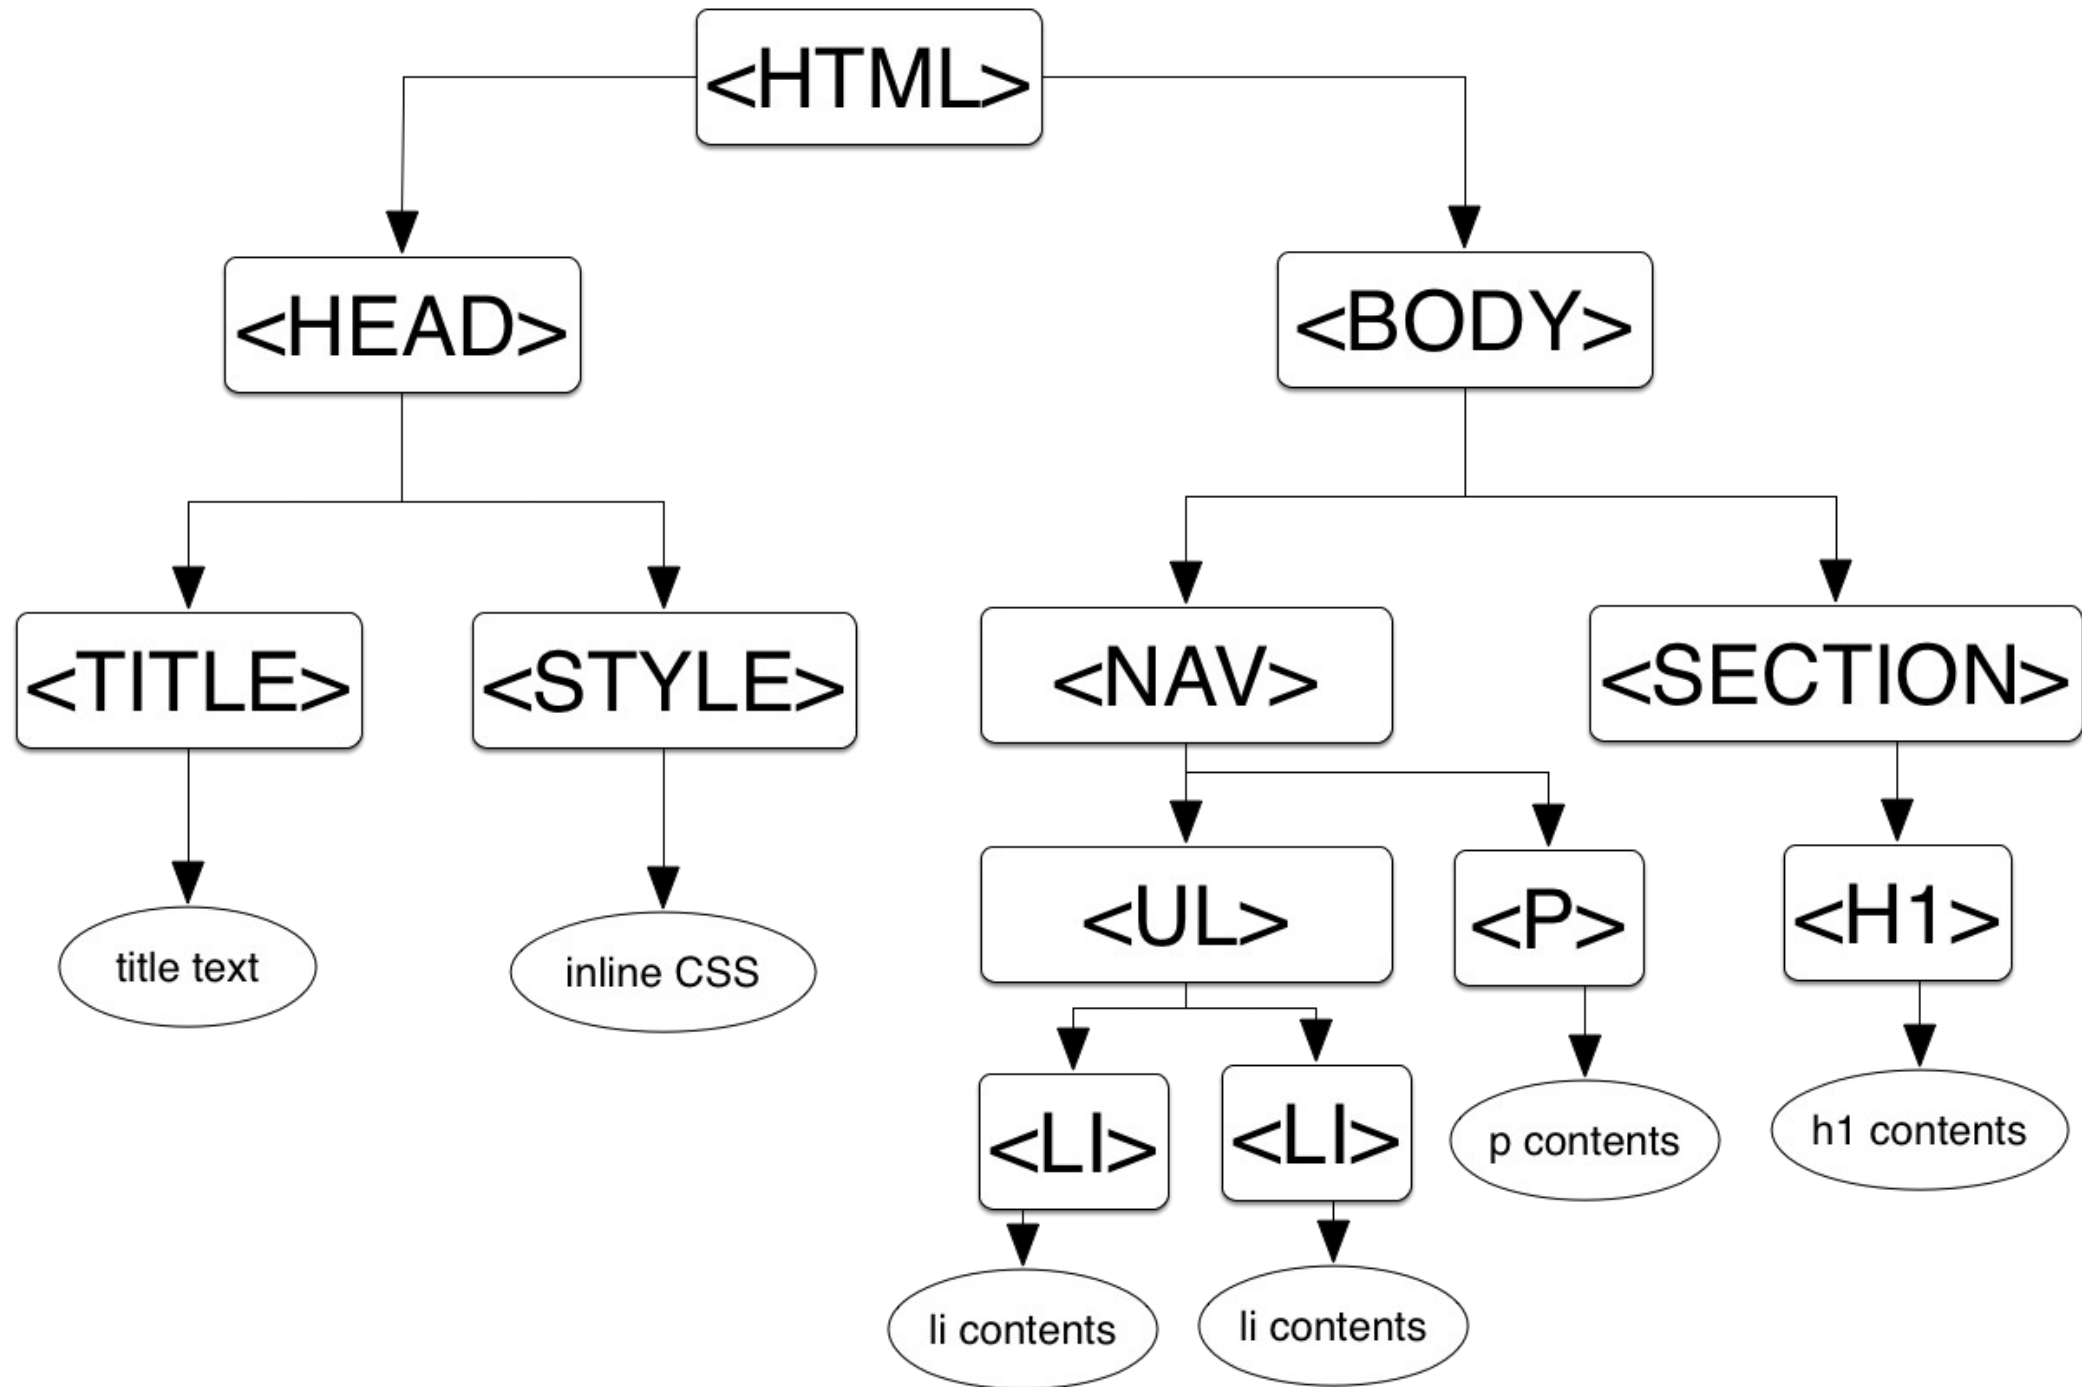 <HTML>
<HEAD>
<BODY>
<TITLE>
<STYLE>
<NAV>
<SECTION>
<UL>
<P>
<H1>
title text
inline CSS
<LI>
<LI>
p contents
h1 contents
li contents
li contents